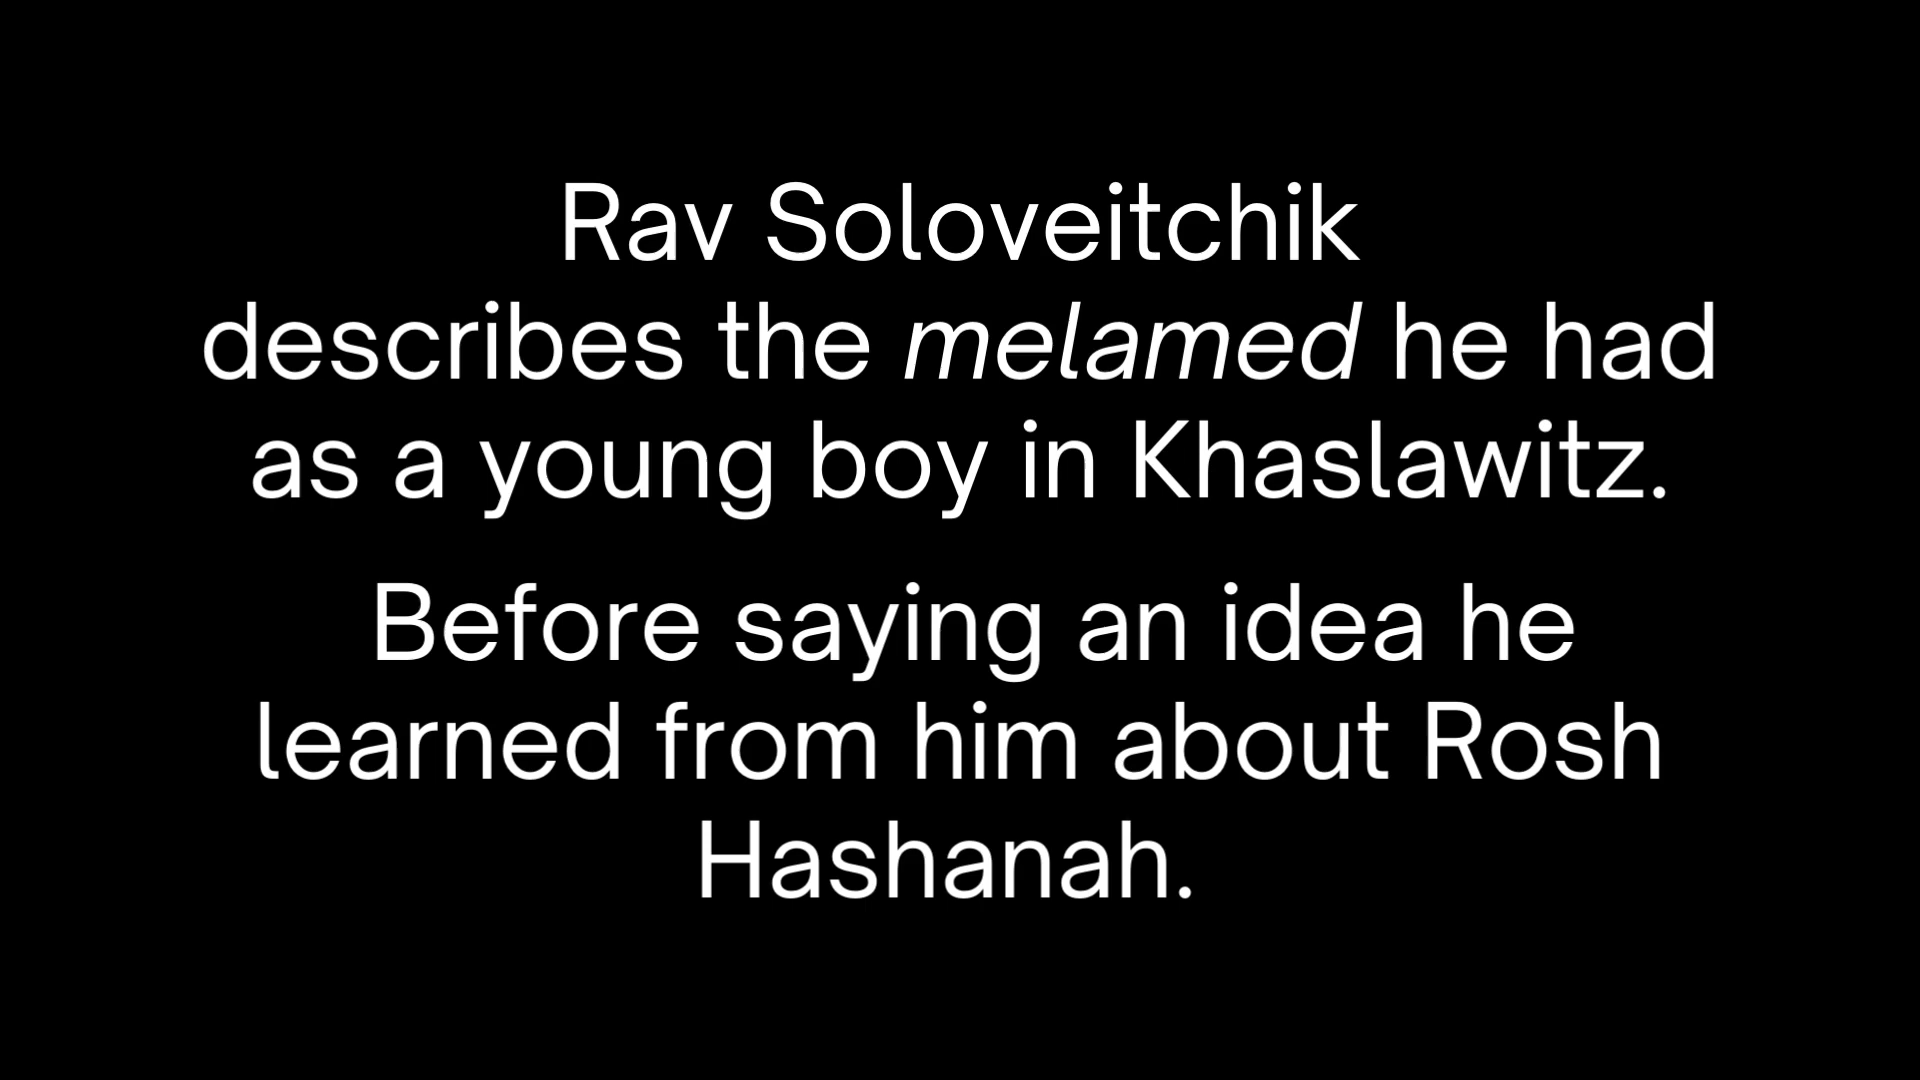 Rav Soloveitchik
describes the melamed he had
as a young boy in Khaslawitz.
Before saying an idea he
learned from him about Rosh
Hashanah.